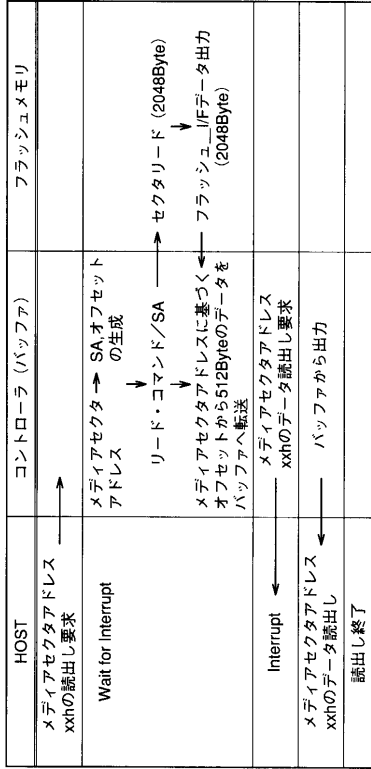 HOST
コントローラ (バッファ)
フラッシュメモリ
メディアセクタアドレス
xxhの読出し要求
Wait for Interrupt
メディアセクタ → SA,オフセット
アドレス の生成
リード・コマンド/SA
セクタリード (2048Byte)
フラッシュ I/Fデータ出力
(2048Byte)
メディアセクタアドレスに基づく
オフセットから512Byteのデータを
バッファへ転送
Interrupt
メディアセクタアドレス
xxhのデータ読出し要求
メディアセクタアドレス
xxhのデータ読出し
バッファから出力
読出し終了